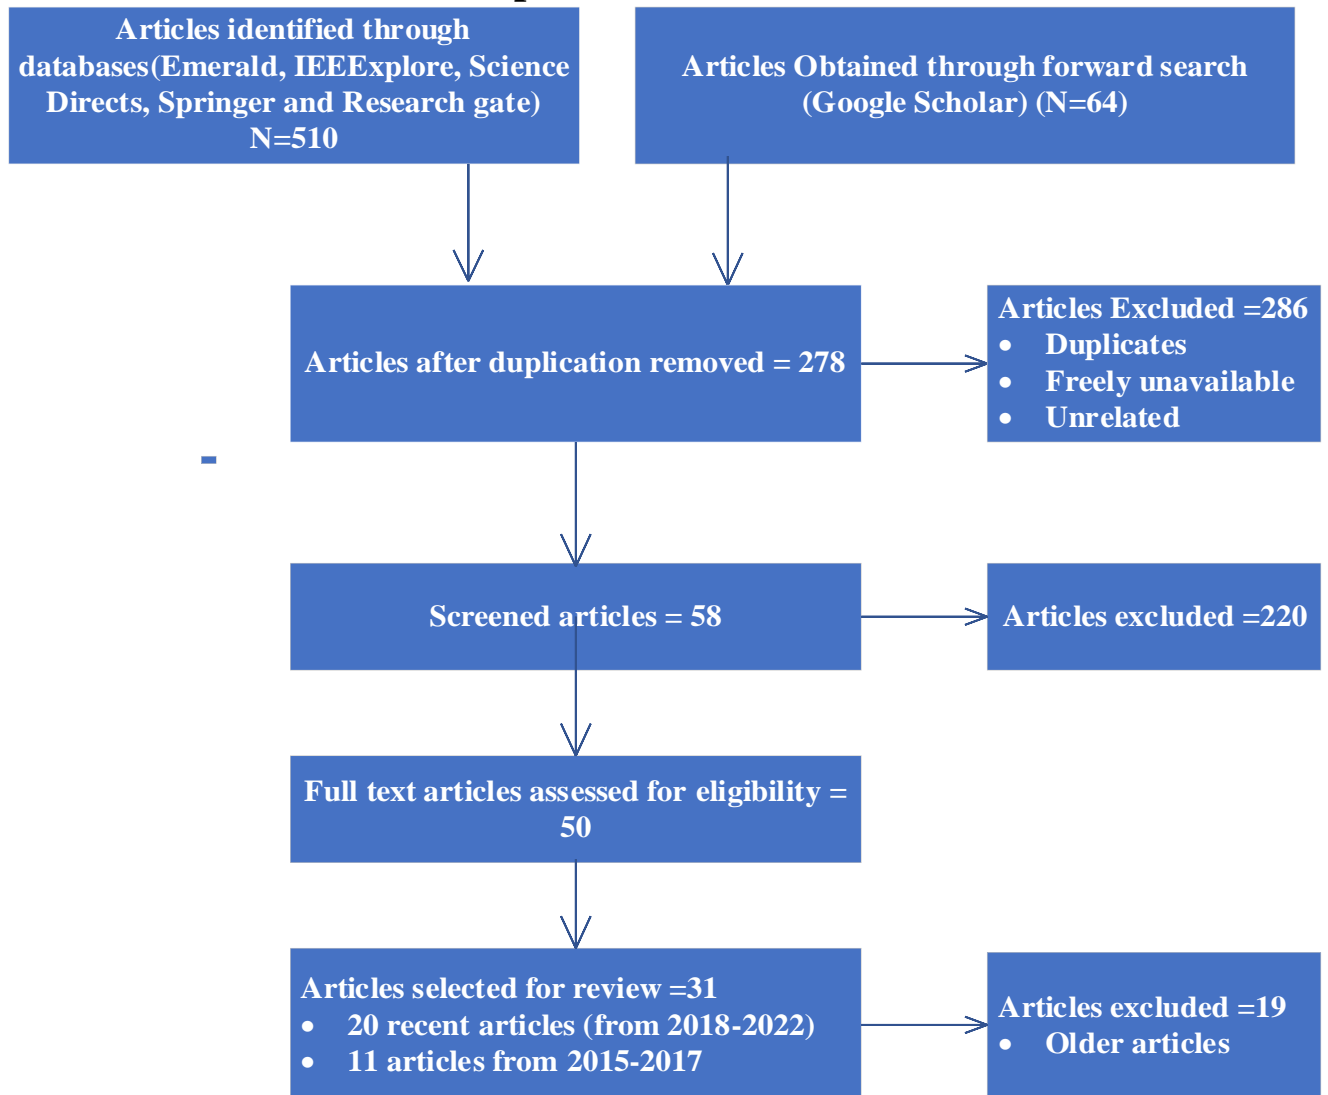 Articles identified through
databases(Emerald, IEEExplore, Science
Directs, Springer and Research gate)
N=510
Articles Obtained through forward search
(Google Scholar) (N=64)
Articles after duplication removed = 278
Articles Excluded =286
• Duplicates
• Freely unavailable
• Unrelated
Screened articles = 58
Articles excluded =220
Full text articles assessed for eligibility =
50
Articles selected for review =31
• 20 recent articles (from 2018-2022)
• 11 articles from 2015-2017
Articles excluded =19
• Older articles